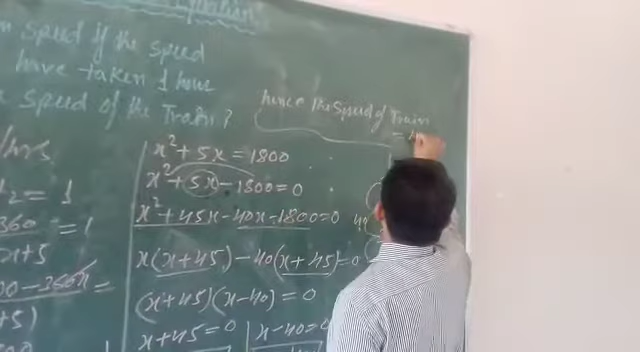 Equation
n speed if the speed
have taken 1 hour
speed of the Train?
/hrs
= 1
360 = 1
x+5
x² + 5x = 1800
x² + 5x - 1800 = 0
x² + 45x - 40x - 1800 = 0
x(x+45) - 40(x+45) = 0
(x+45)(x-40) = 0
x+45 = 0 | x-40 = 0
hence the speed of Train
=